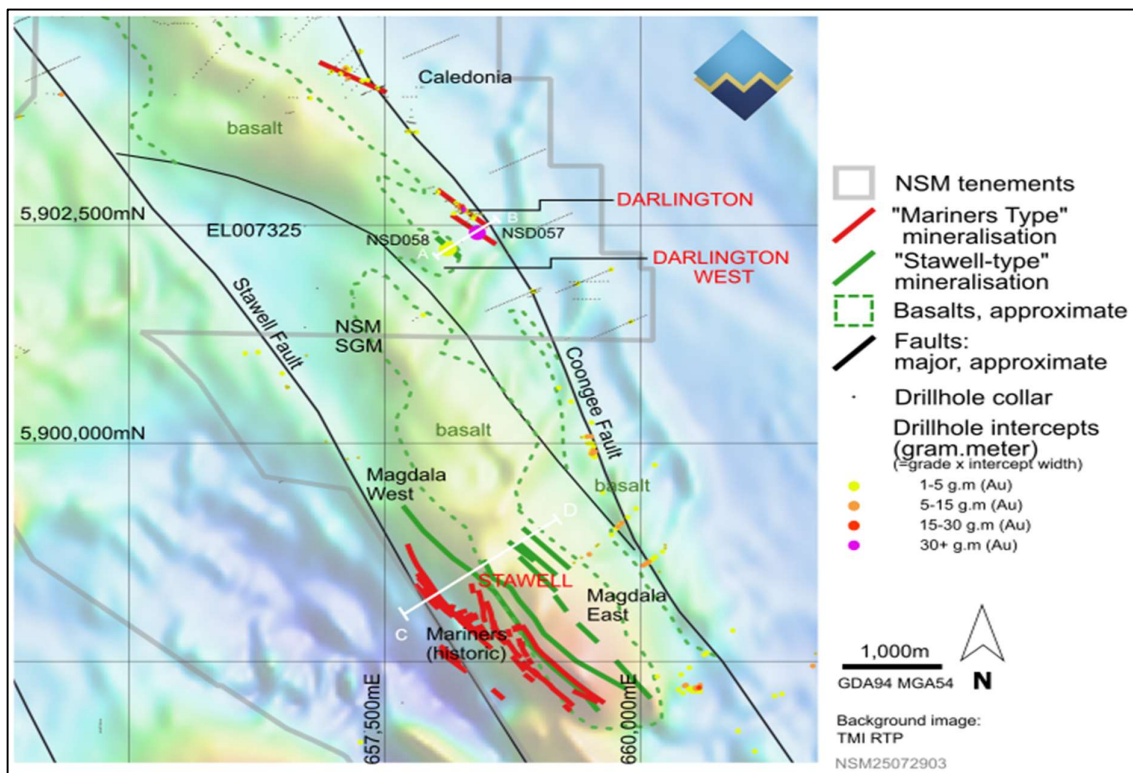 Caledonia
basalt
DARLINGTON
5,902,500mN
B
EL007325
NSD058
NSD057
A
DARLINGTON
WEST
Stawell Fault
NSM
SGM
Coongee Fault
5,900,000mN
basalt
Magdala
West
basalt
D
STAWELL
Magdala
East
C
Mariners
(historic)
657,500mE
660,000mE
NSM tenements
"Mariners Type"
mineralisation
"Stawell-type"
mineralisation
Basalts, approximate
Faults:
major, approximate
Drillhole collar
Drillhole intercepts
(gram.meter)
(=grade x intercept width)
1-5 g.m (Au)
5-15 g.m (Au)
15-30 g.m (Au)
30+ g.m (Au)
1,000m
GDA94 MGA54
N
Background image:
TMI RTP
NSM25072903